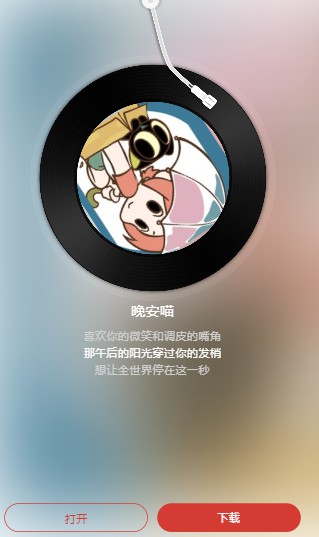 晚安喵
喜欢你的微笑和调皮的嘴角
那午后的阳光穿过你的发梢
想让全世界停在这一秒
打开
下载